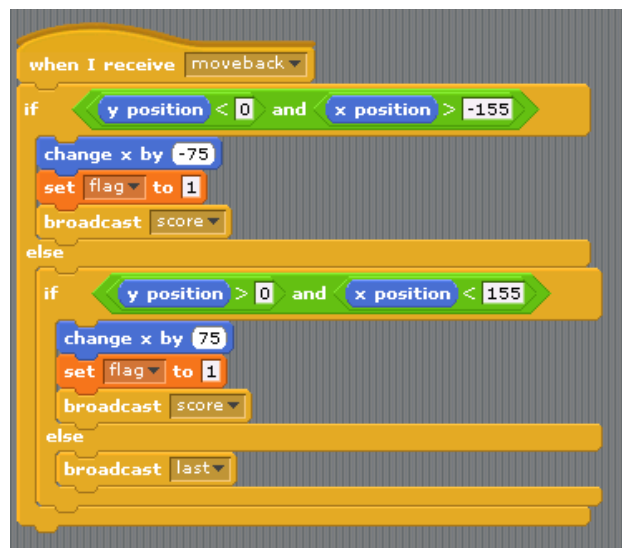 when I receive moveback
if y position < 0 and x position > -155
change x by -75
set flag to 1
broadcast score
else
if y position > 0 and x position < 155
change x by 75
set flag to 1
broadcast score
else
broadcast last